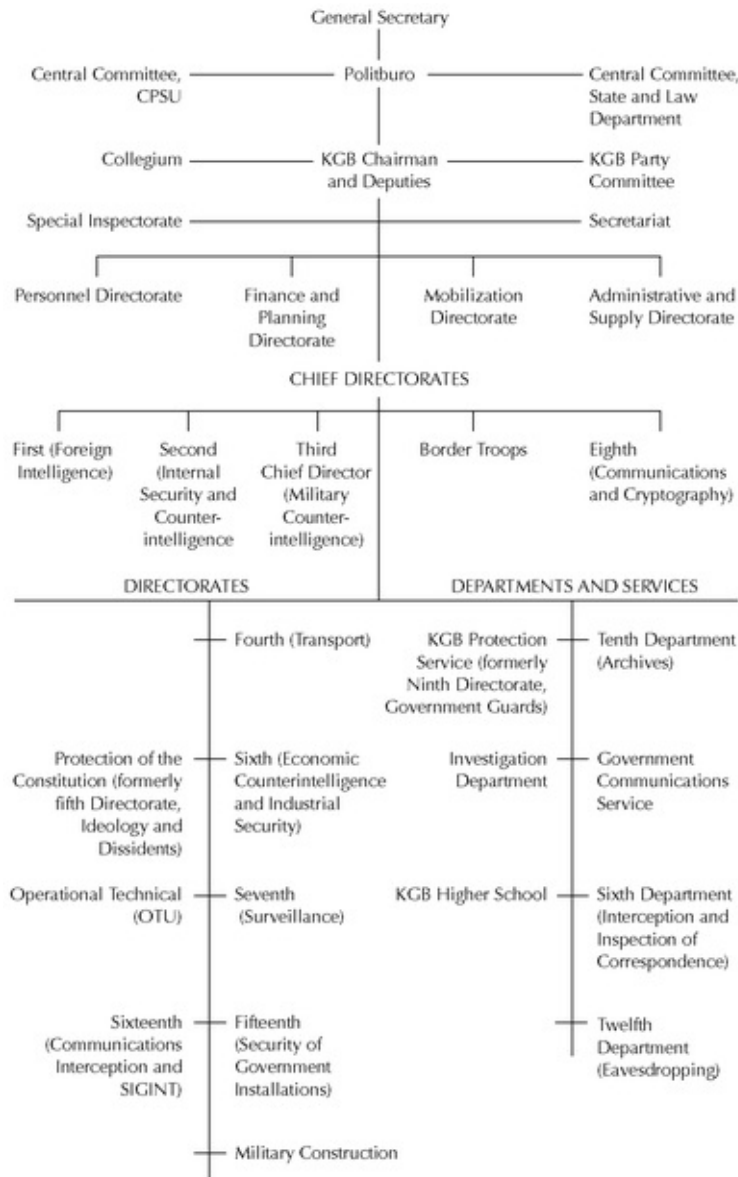 General Secretary
Central Committee,
CPSU
Politburo
Central Committee,
State and Law
Department
Collegium
KGB Chairman
and Deputies
KGB Party
Committee
Special Inspectorate
Secretariat
Personnel Directorate
Finance and
Planning
Directorate
Mobilization
Directorate
Administrative and
Supply Directorate
CHIEF DIRECTORATES
First (Foreign
Intelligence)
Second
(Internal
Security and
Counter-
intelligence
Third
Chief Director
(Military
Counter-
intelligence)
Border Troops
Eighth
(Communications
and Cryptography)
DIRECTORATES
Fourth (Transport)
Protection of the
Constitution (formerly
fifth Directorate,
Ideology and
Dissidents)
Sixth (Economic
Counterintelligence
and Industrial
Security)
Operational Technical
(OTU)
Seventh
(Surveillance)
Sixteenth
(Communications
Interception and
SIGINT)
Fifteenth
(Security of
Government
Installations)
Military Construction
DEPARTMENTS AND SERVICES
KGB Protection
Service (formerly
Ninth Directorate,
Government Guards)
Tenth Department
(Archives)
Investigation
Department
Government
Communications
Service
KGB Higher School
Sixth Department
(Interception and
Inspection of
Correspondence)
Twelfth
Department
(Eavesdropping)